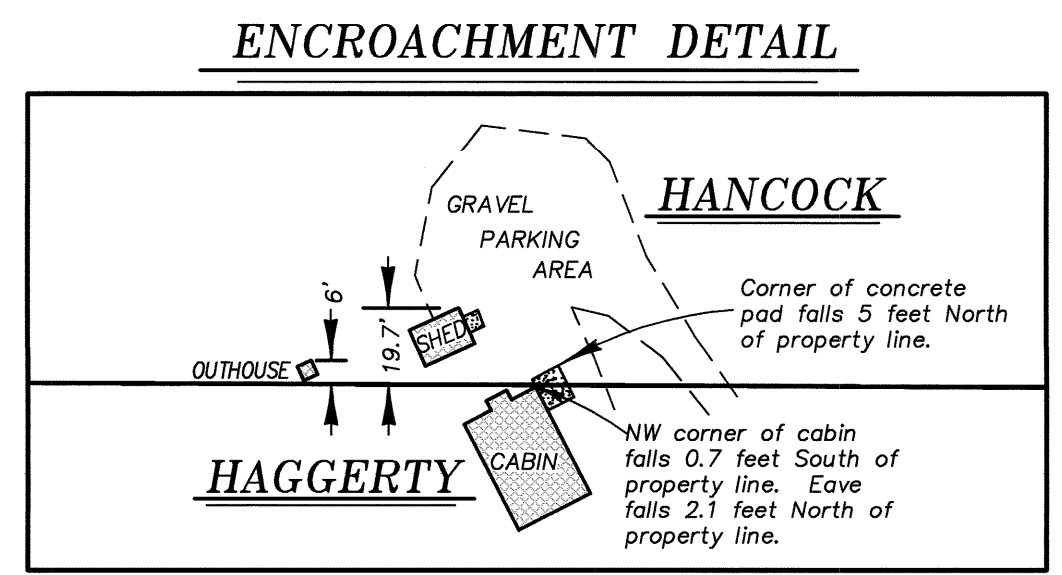 ENCROACHMENT DETAIL
HANCOCK
GRAVEL
PARKING
AREA
Corner of concrete
pad falls 5 feet North
of property line.
6'
19.7'
SHED
OUTHOUSE
NW corner of cabin
falls 0.7 feet South of
property line. Eave
falls 2.1 feet North of
property line.
CABIN
HAGGERTY